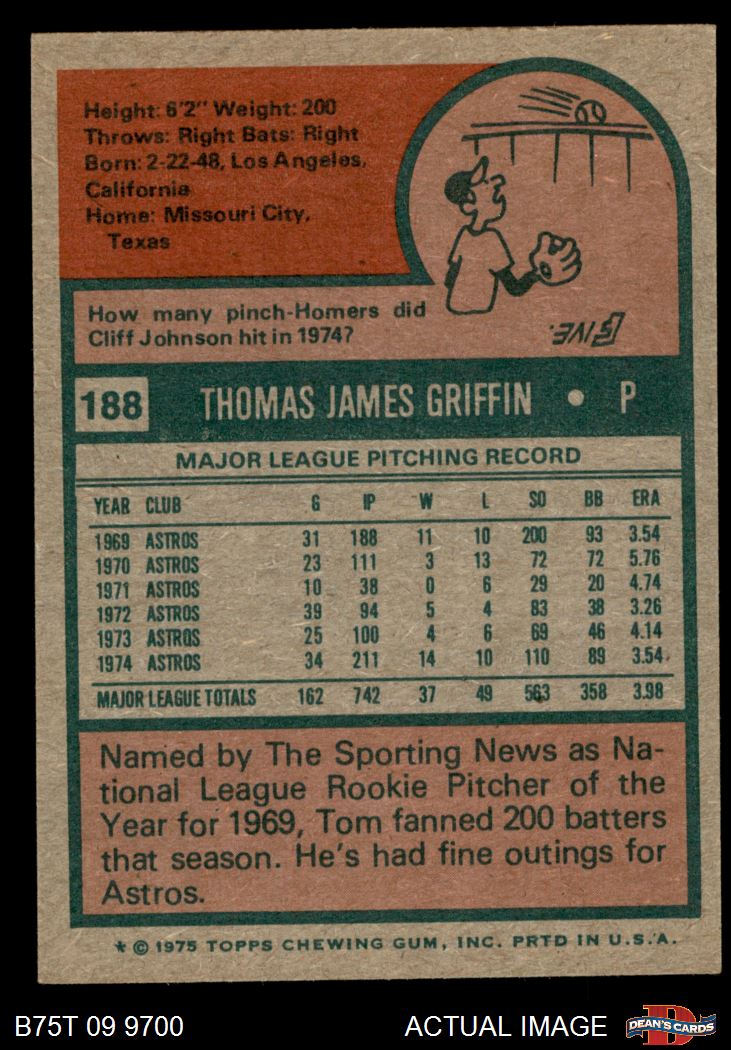 Height: 6'2" Weight: 200
Throws: Right Bats: Right
Born: 2-22-48, Los Angeles,
California
Home: Missouri City,
Texas
How many pinch-Homers did
Cliff Johnson hit in 1974?
FIVE.
188 THOMAS JAMES GRIFFIN • P
MAJOR LEAGUE PITCHING RECORD
YEAR CLUB G IP W L SO BB ERA
1969 ASTROS 31 188 11 10 200 93 3.54
1970 ASTROS 23 111 3 13 72 72 5.76
1971 ASTROS 10 38 0 6 29 20 4.74
1972 ASTROS 39 94 5 4 83 38 3.26
1973 ASTROS 25 100 4 6 69 46 4.14
1974 ASTROS 34 211 14 10 110 89 3.54
MAJOR LEAGUE TOTALS 162 742 37 49 563 358 3.98
Named by The Sporting News as Na-
tional League Rookie Pitcher of the
Year for 1969, Tom fanned 200 batters
that season. He's had fine outings for
Astros.
* © 1975 TOPPS CHEWING GUM, INC. PRTD IN U.S.A.
B75T 09 9700 ACTUAL IMAGE DEAN'S CARDS